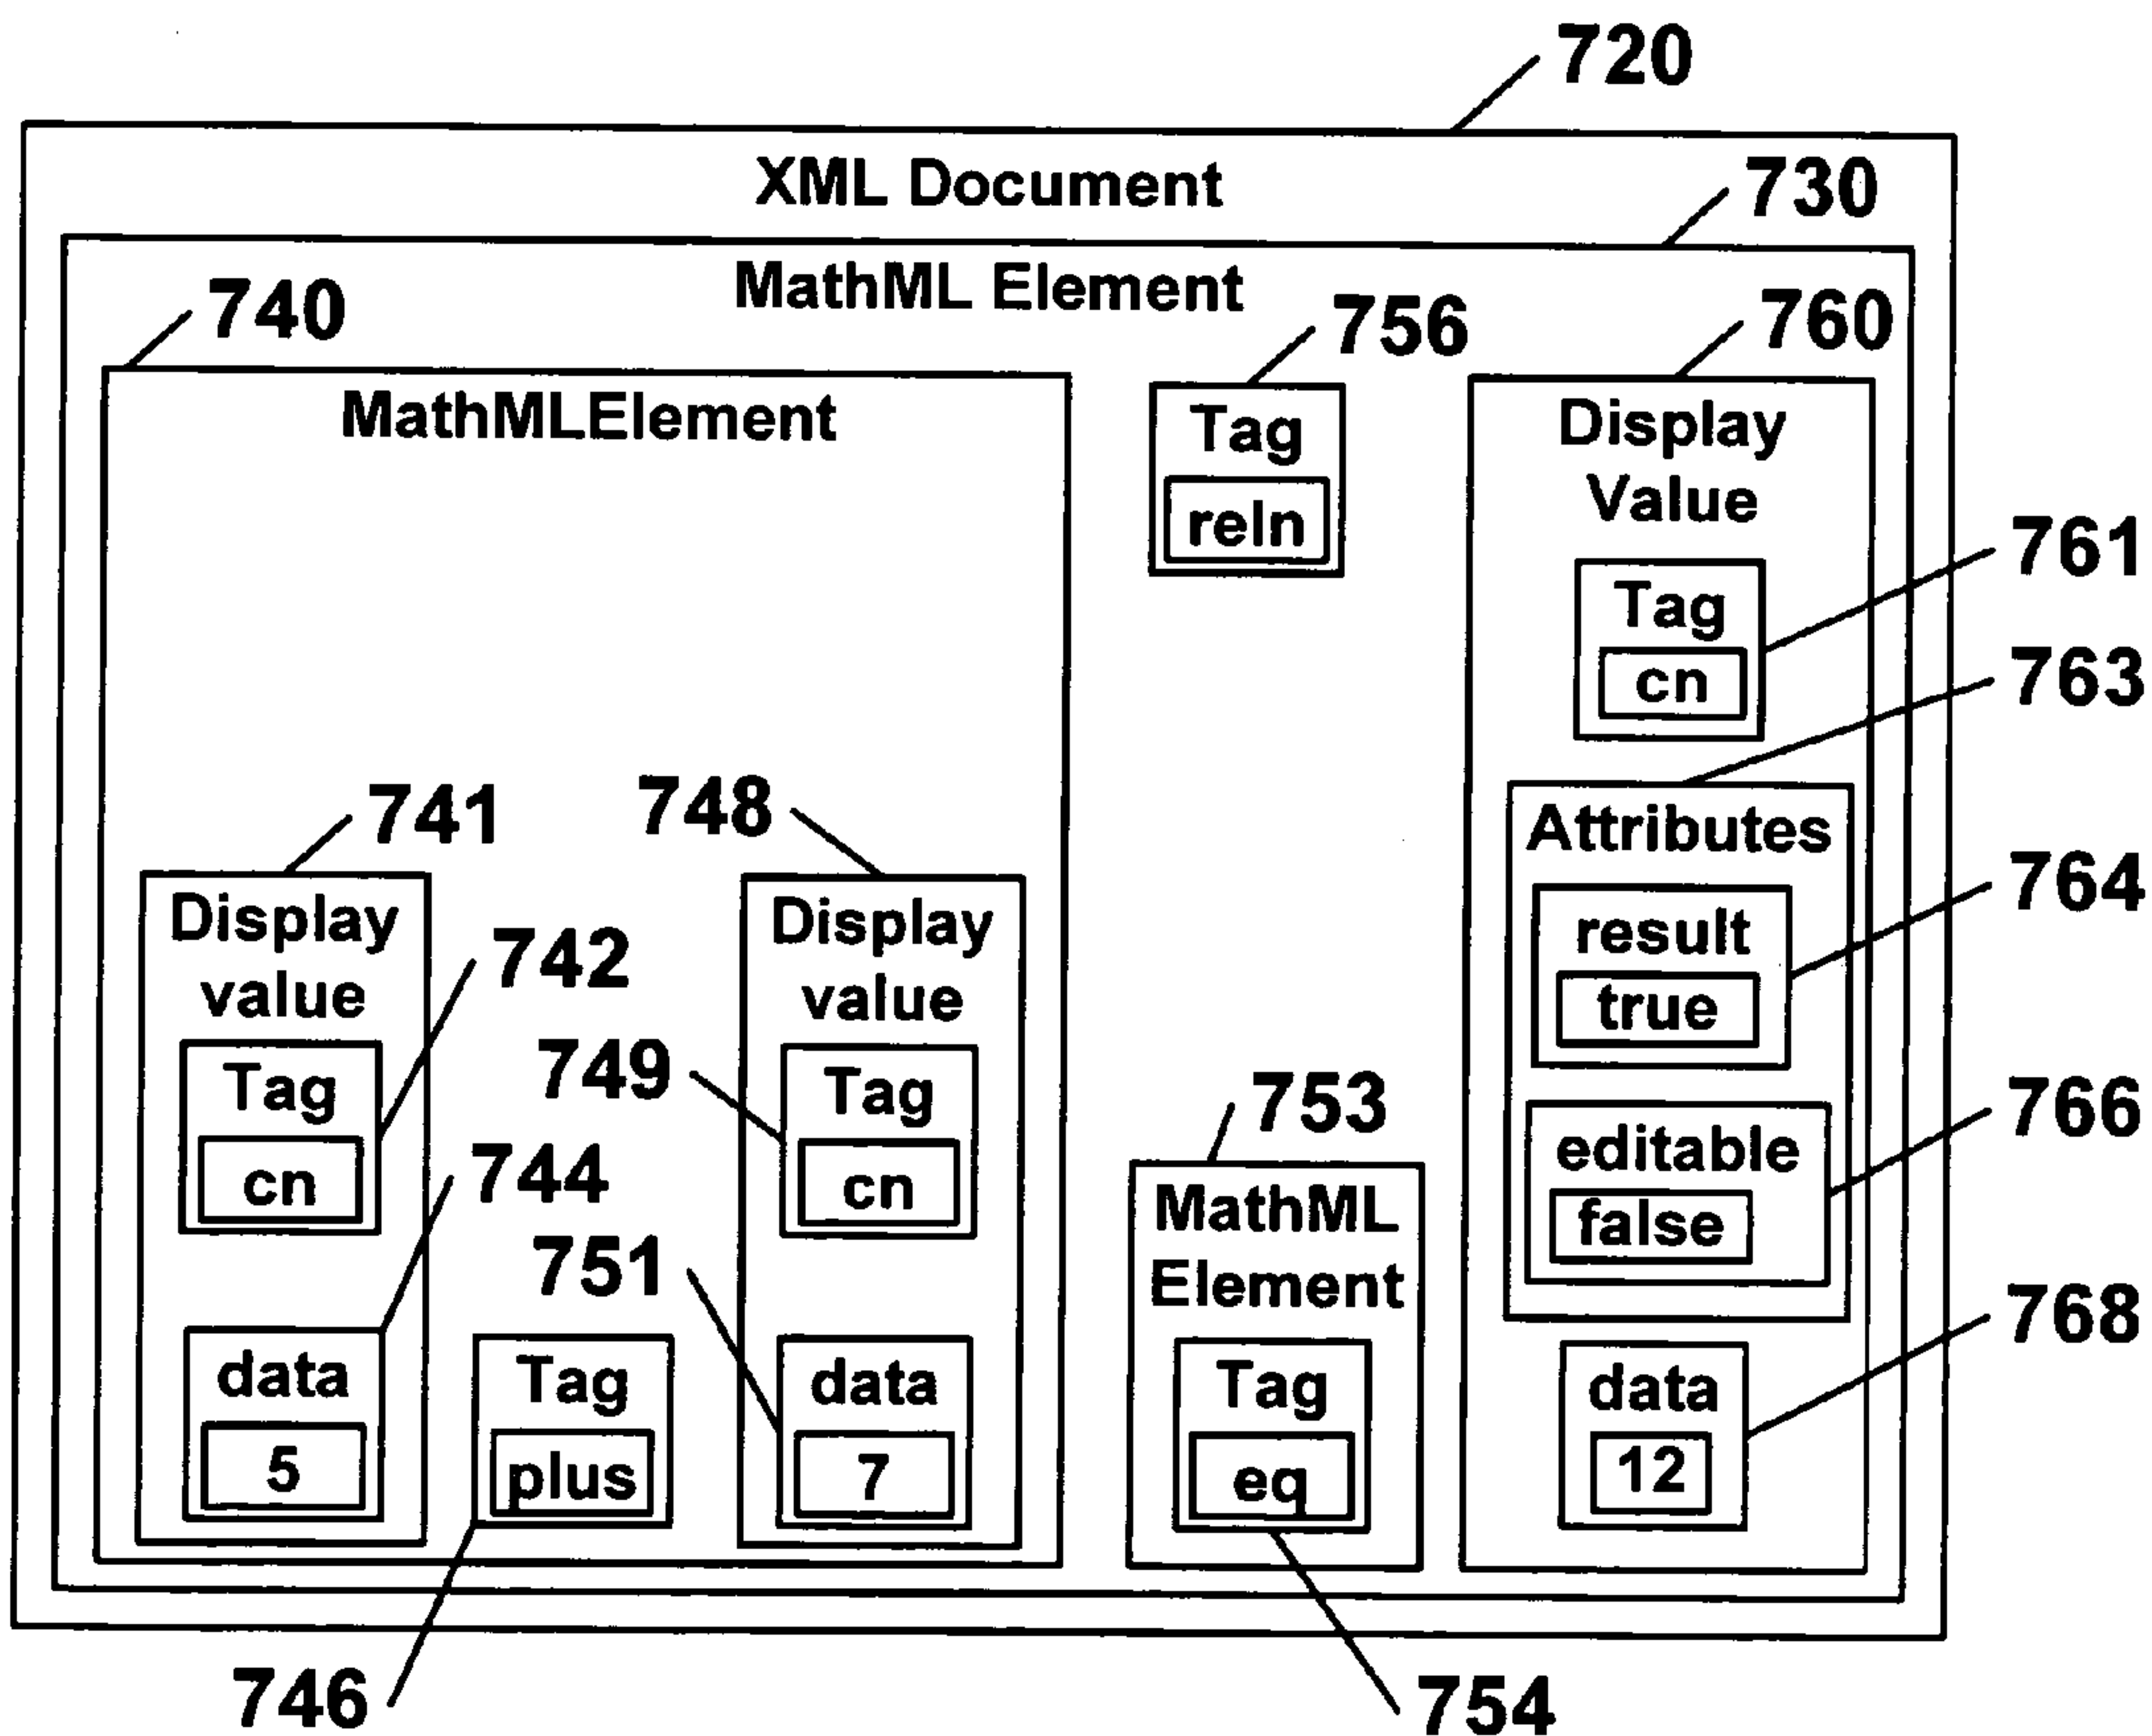 720
XML Document
730
MathML Element
740
756
760
MathMLElement
Tag
reln
Display
Value
761
Tag
cn
763
741
748
Attributes
764
result
true
Display
value
742
Display
value
749
Tag
cn
Tag
cn
753
766
editable
false
744
MathML
Element
751
768
data
5
Tag
plus
data
7
Tag
eq
data
12
746
754